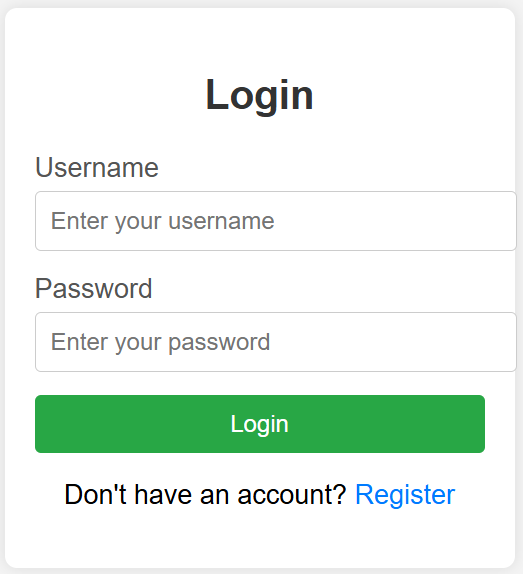 Login
Username
Enter your username
Password
Enter your password
Login
Don't have an account? Register